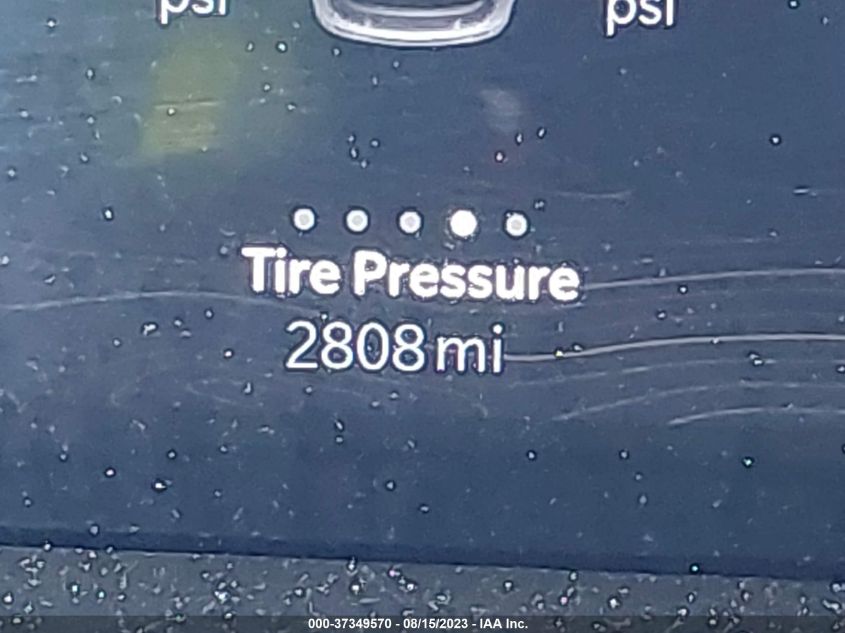 psi psi
Tire Pressure
2808 mi
000-37349570 - 08/15/2023 - IAA Inc.